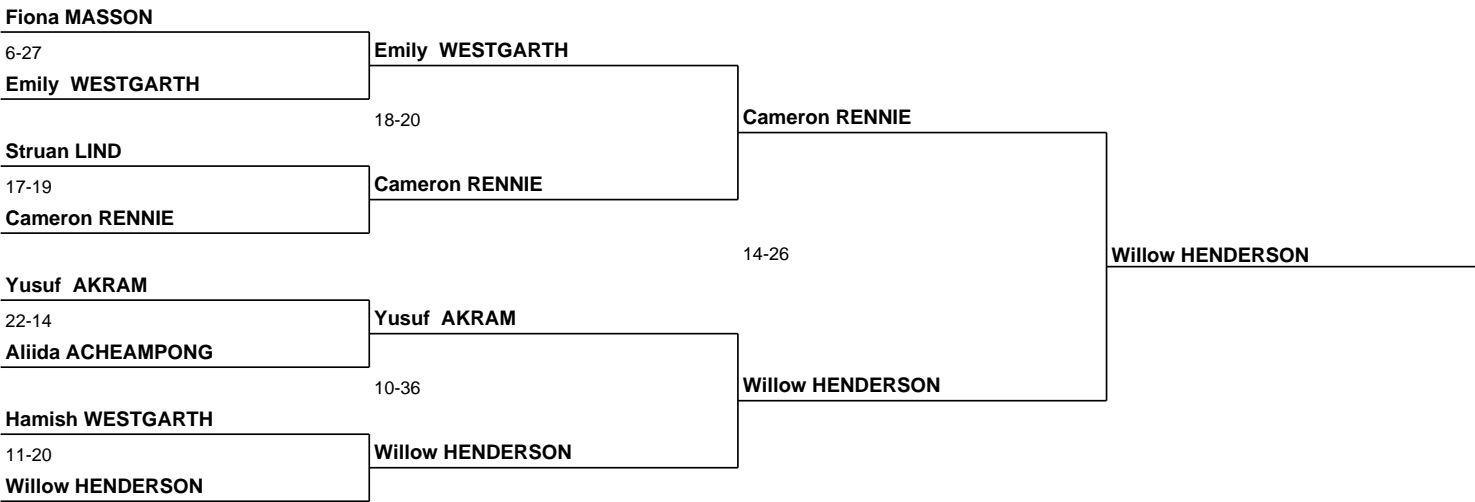 Fiona MASSON
6-27
Emily WESTGARTH
Struan LIND
17-19
Cameron RENNIE
Yusuf AKRAM
22-14
Aliida ACHEAMPONG
Hamish WESTGARTH
11-20
Willow HENDERSON
Emily WESTGARTH
18-20
Cameron RENNIE
Yusuf AKRAM
10-36
Willow HENDERSON
Cameron RENNIE
14-26
Willow HENDERSON
Willow HENDERSON